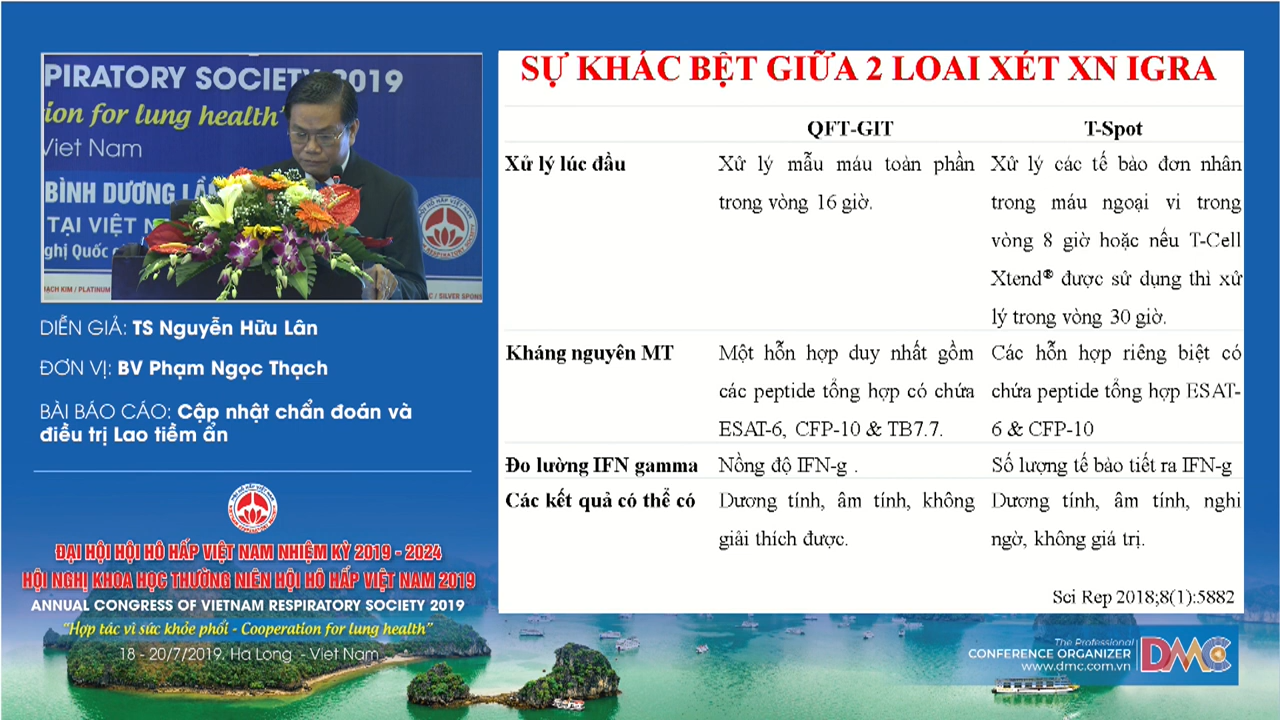 PIRATORY SOCIETY 2019
ion for lung health"
Viet Nam
BÌNH DƯƠNG LẦ
TẠI VIỆT N
ghị Quốc
DIỄN GIẢ: TS Nguyễn Hữu Lân
ĐƠN VỊ: BV Phạm Ngọc Thạch
BÀI BÁO CÁO: Cập nhật chẩn đoán và
điều trị Lao tiềm ẩn
ĐẠI HỘI HỘI HÔ HẤP VIỆT NAM NHIỆM KỲ 2019 - 2024
HỘI NGHỊ KHOA HỌC THƯỜNG NIÊN HỘI HÔ HẤP VIỆT NAM 2019
ANNUAL CONGRESS OF VIETNAM RESPIRATORY SOCIETY 2019
"Hợp tác vì sức khỏe phổi - Cooperation for lung health"
18 - 20/7/2019. Ha Long - Viet Nam
SỰ KHÁC BỆT GIỮA 2 LOAI XÉT XN IGRA
QFT-GIT T-Spot
Xử lý lúc đầu
Xử lý mẫu máu toàn phần
trong vòng 16 giờ.
Xử lý các tế bào đơn nhân
trong máu ngoại vi trong
vòng 8 giờ hoặc nếu T-Cell
Xtend® được sử dụng thì xử
lý trong vòng 30 giờ.
Kháng nguyên MT
Một hỗn hợp duy nhất gồm
các peptide tổng hợp có chứa
ESAT-6, CFP-10 & TB7.7.
Các hỗn hợp riêng biệt có
chứa peptide tổng hợp ESAT-
6 & CFP-10
Đo lường IFN gamma
Nồng độ IFN-g .
Số lượng tế bào tiết ra IFN-g
Các kết quả có thể có
Dương tính, âm tính, không
giải thích được.
Dương tính, âm tính, nghi
ngờ, không giá trị.
Sci Rep 2018;8(1):5882
The Professional
CONFERENCE ORGANIZER
www.dmc.com.vn
DMC